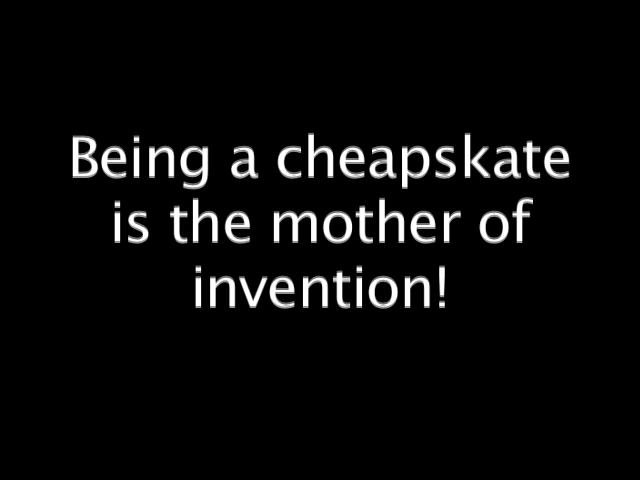 Being a cheapskate
is the mother of
invention!